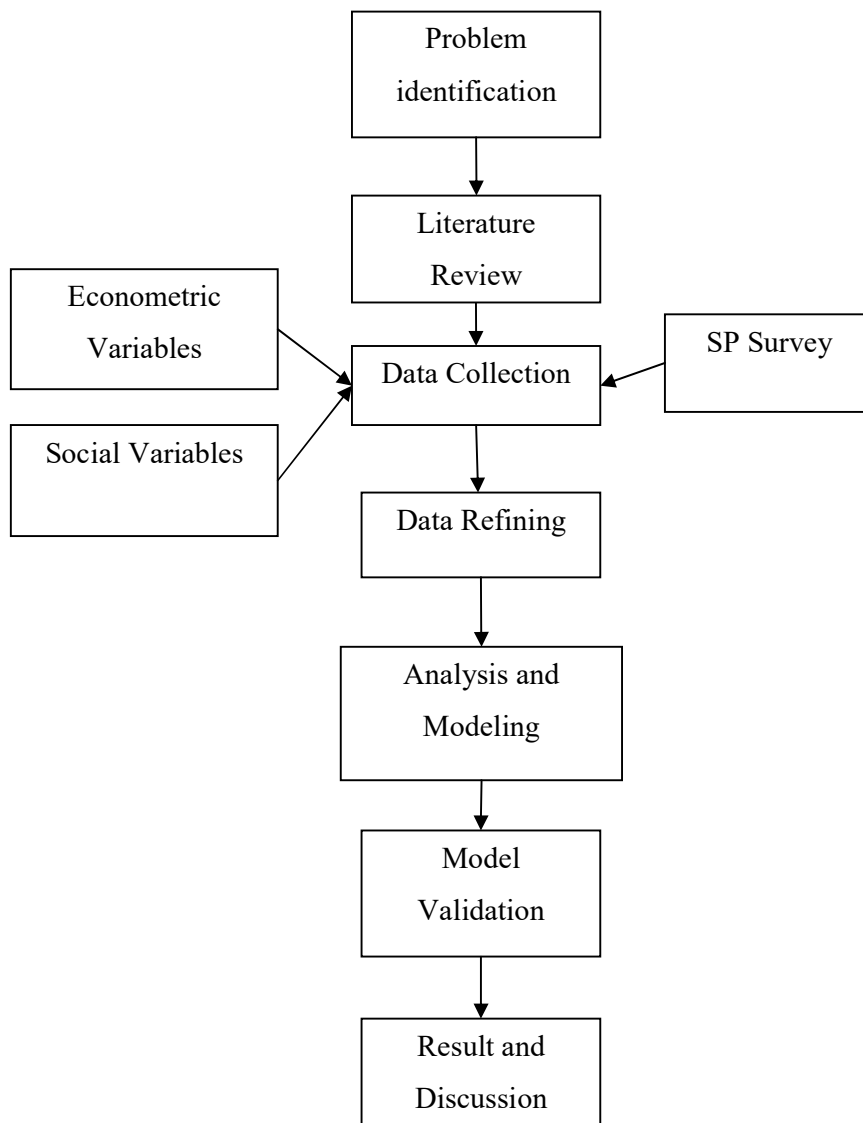 Problem
identification
Literature
Review
Econometric
Variables
SP Survey
Data Collection
Social Variables
Data Refining
Analysis and
Modeling
Model
Validation
Result and
Discussion